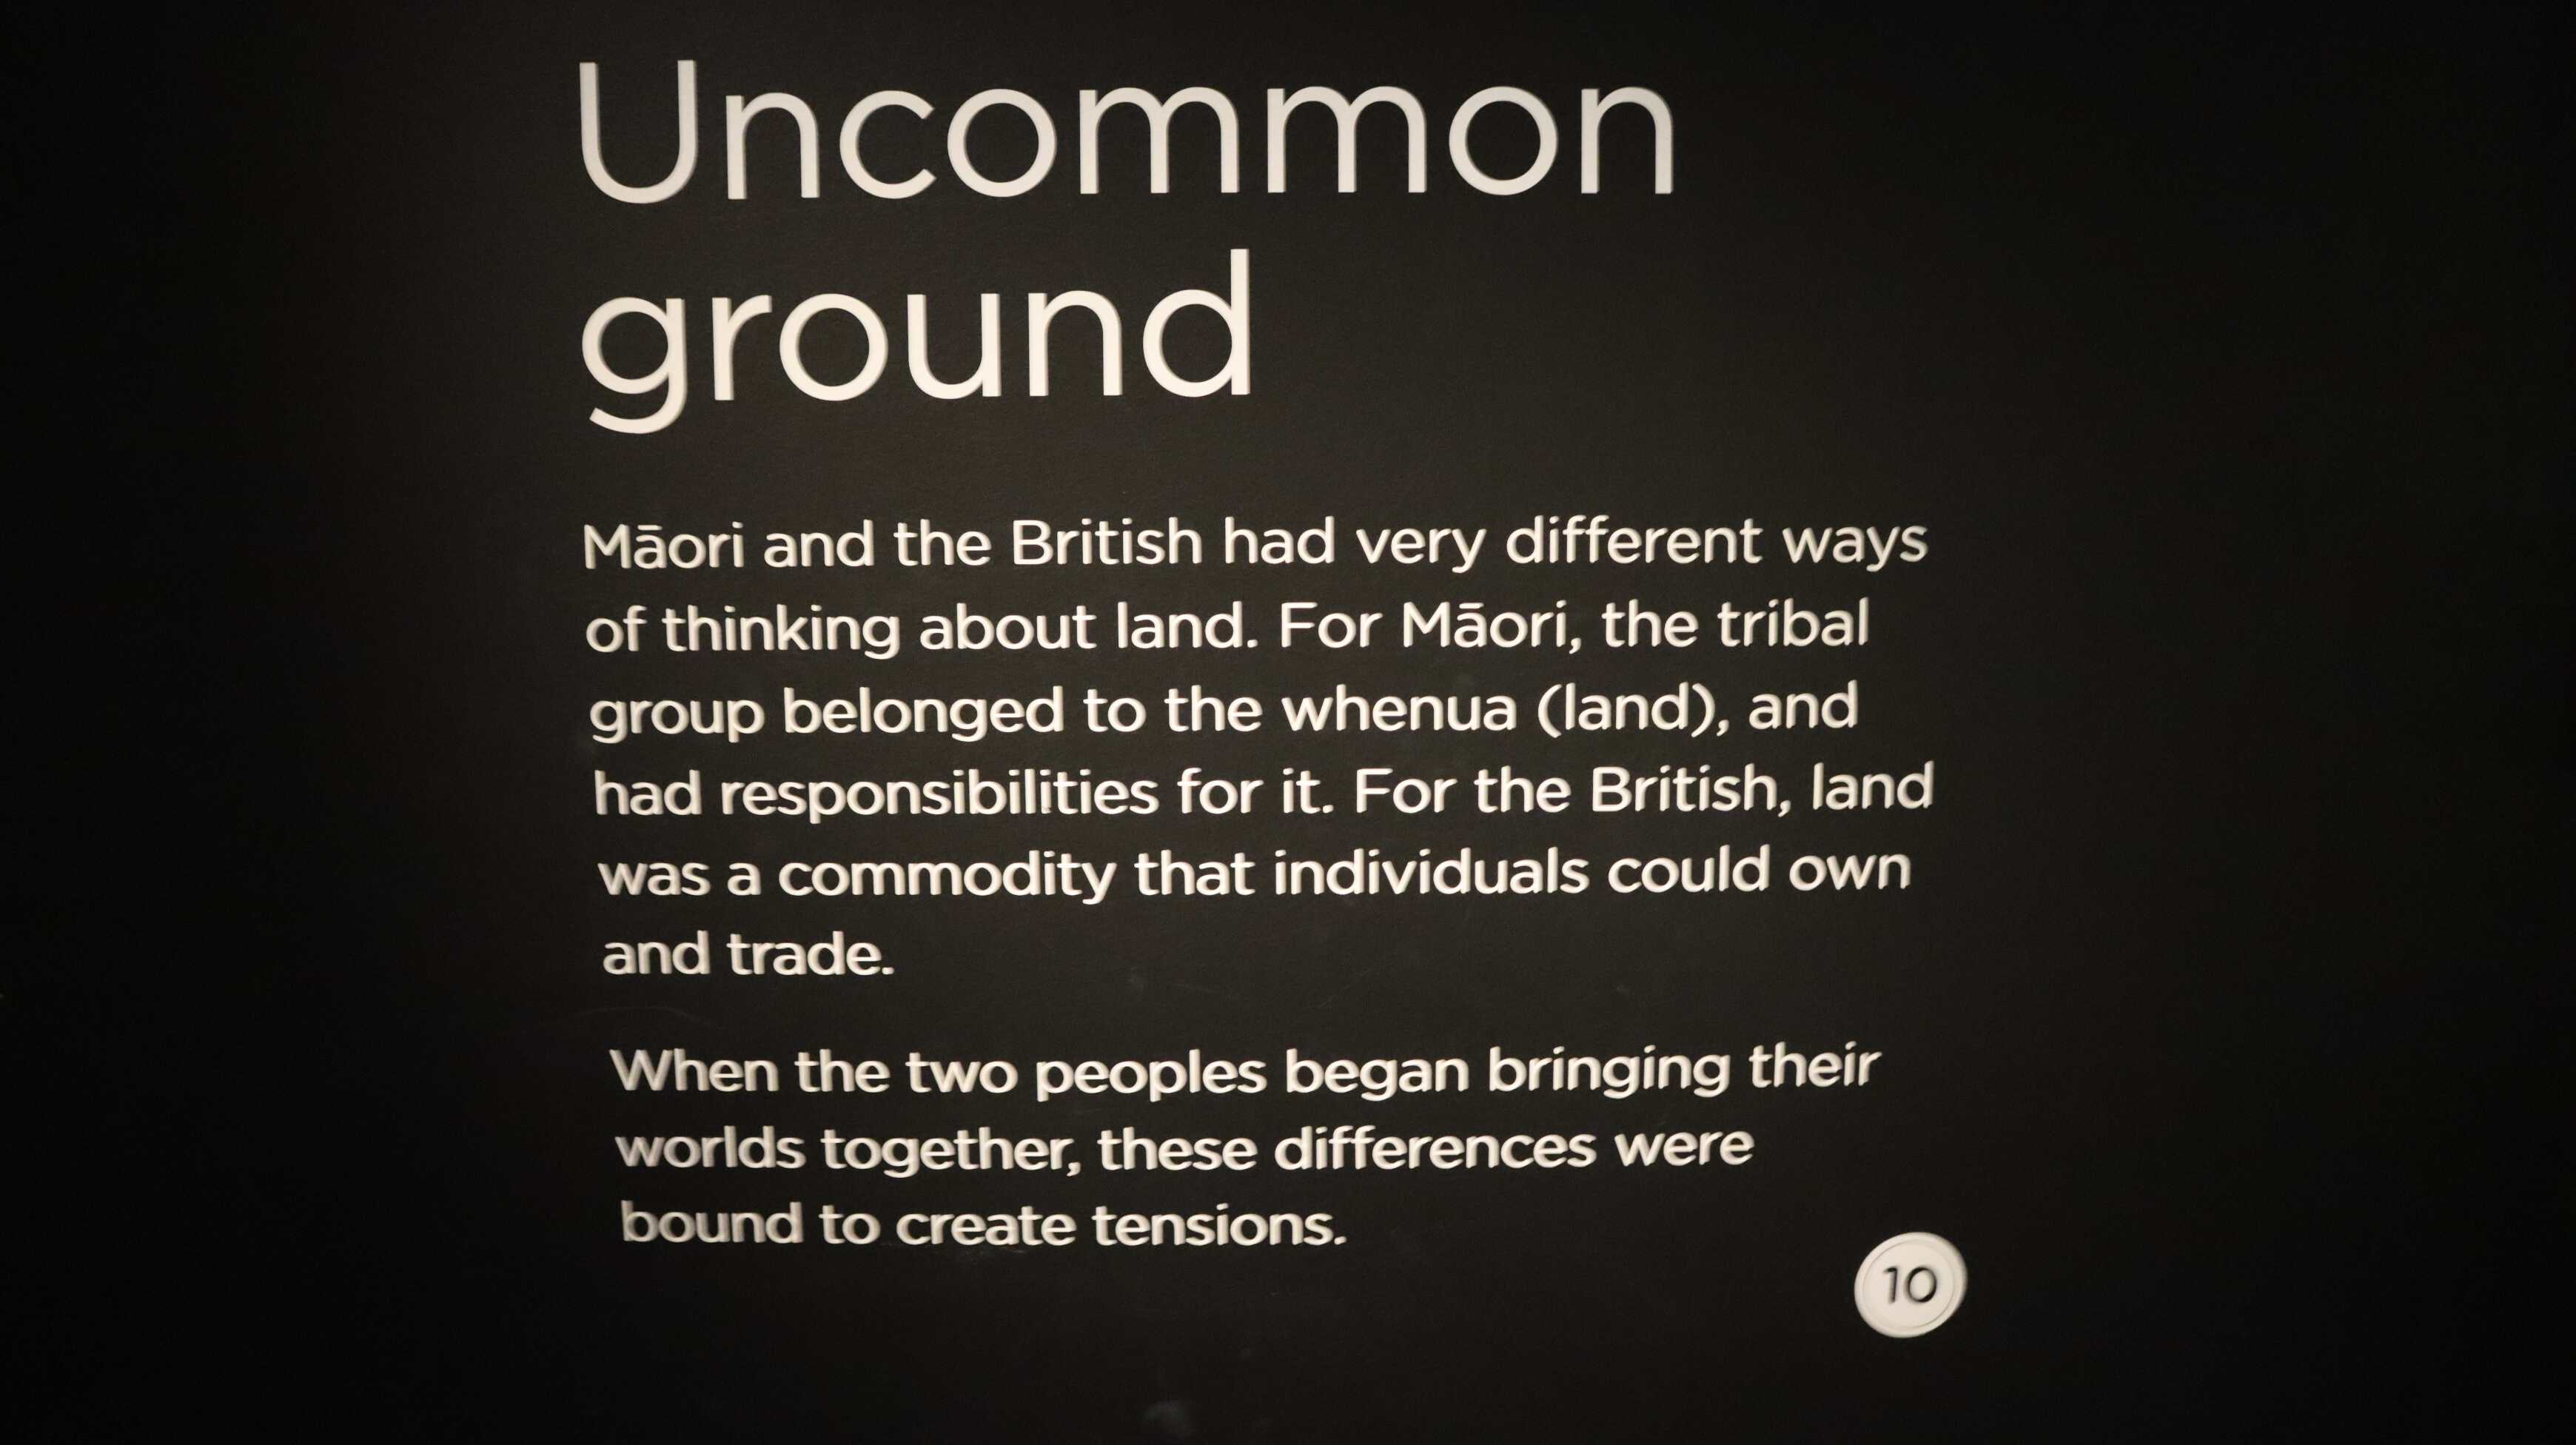 Uncommon
ground
Māori and the British had very different ways
of thinking about land. For Māori, the tribal
group belonged to the whenua (land), and
had responsibilities for it. For the British, land
was a commodity that individuals could own
and trade.
When the two peoples began bringing their
worlds together, these differences were
bound to create tensions.
10